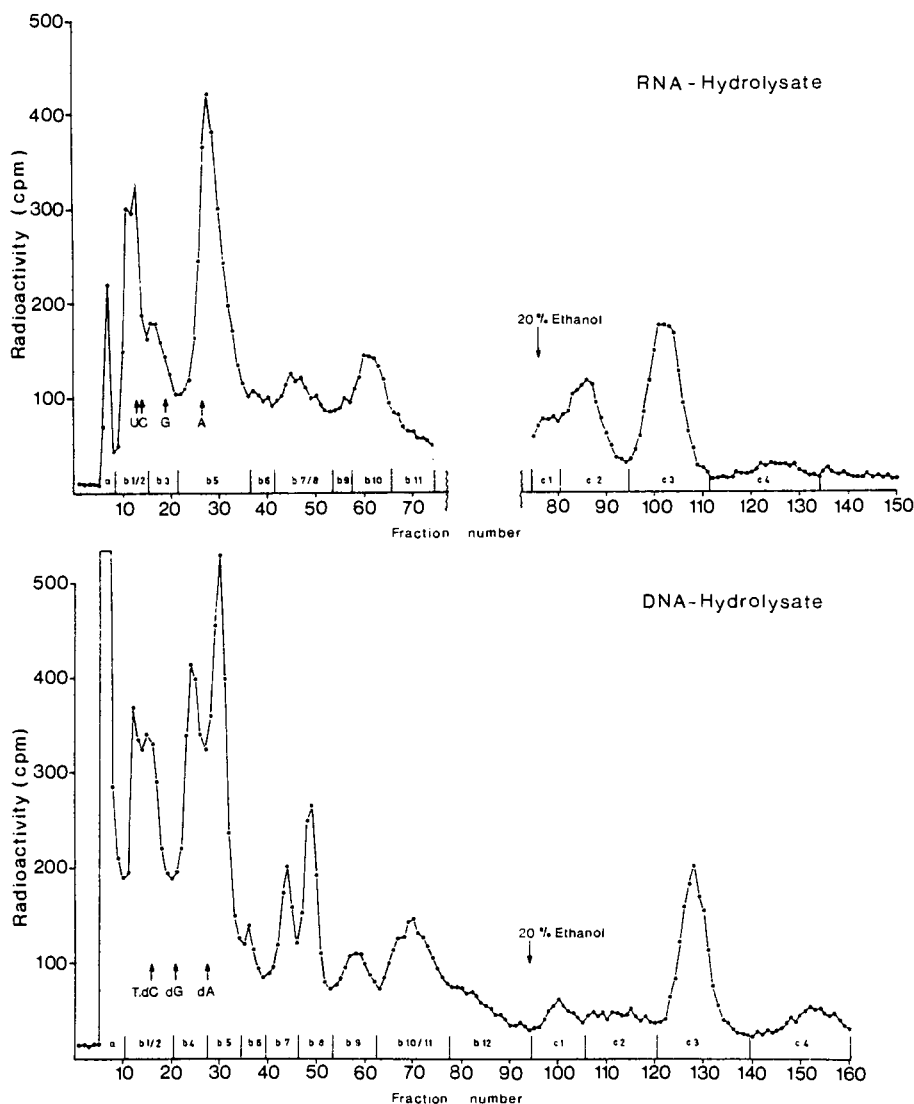 RNA-Hydrolysate
Radioactivity (cpm)
500
400
300
200
100
20% Ethanol
U C G A
a b1/2 b3 b5 b6 b7/8 b9 b10 b11 c1 c2 c3 c4
10 20 30 40 50 60 70 80 90 100 110 120 130 140 150
Fraction number Fraction number
DNA-Hydrolysate
Radioactivity (cpm)
500
400
300
200
100
20% Ethanol
T.dC dG dA
a b1/2 b4 b5 b6 b7 b8 b9 b10/11 b12 c1 c2 c3 c4
10 20 30 40 50 60 70 80 90 100 110 120 130 140 150 160
Fraction number Fraction number